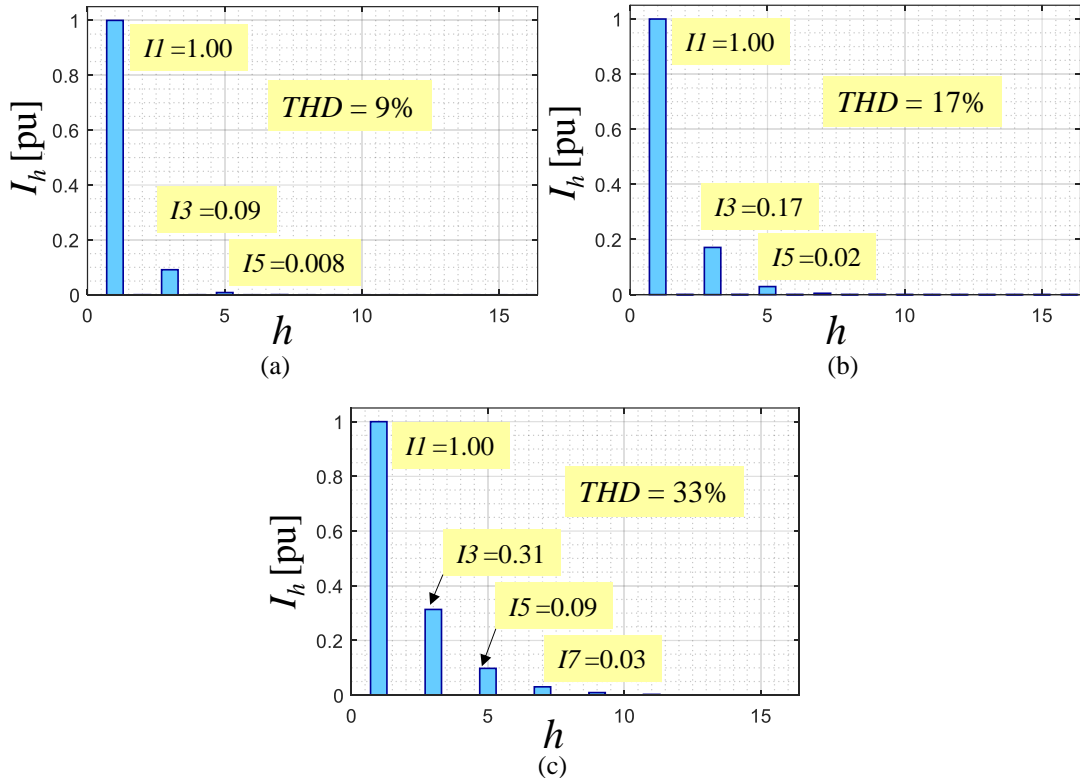 1
I1 =1.00
0.8
THD = 9%
0.6
I_h [pu]
0.4
I3 =0.09
0.2
I5 =0.008
0
0 5 10 15
h
(a)
1
I1 =1.00
0.8
THD = 17%
0.6
I_h [pu]
0.4
I3 =0.17
0.2
I5 =0.02
0
0 5 10 15
h
(b)
1
I1 =1.00
0.8
THD = 33%
0.6
I_h [pu]
I3 =0.31
0.4
I5 =0.09
0.2
I7 =0.03
0
0 5 10 15
h
(c)